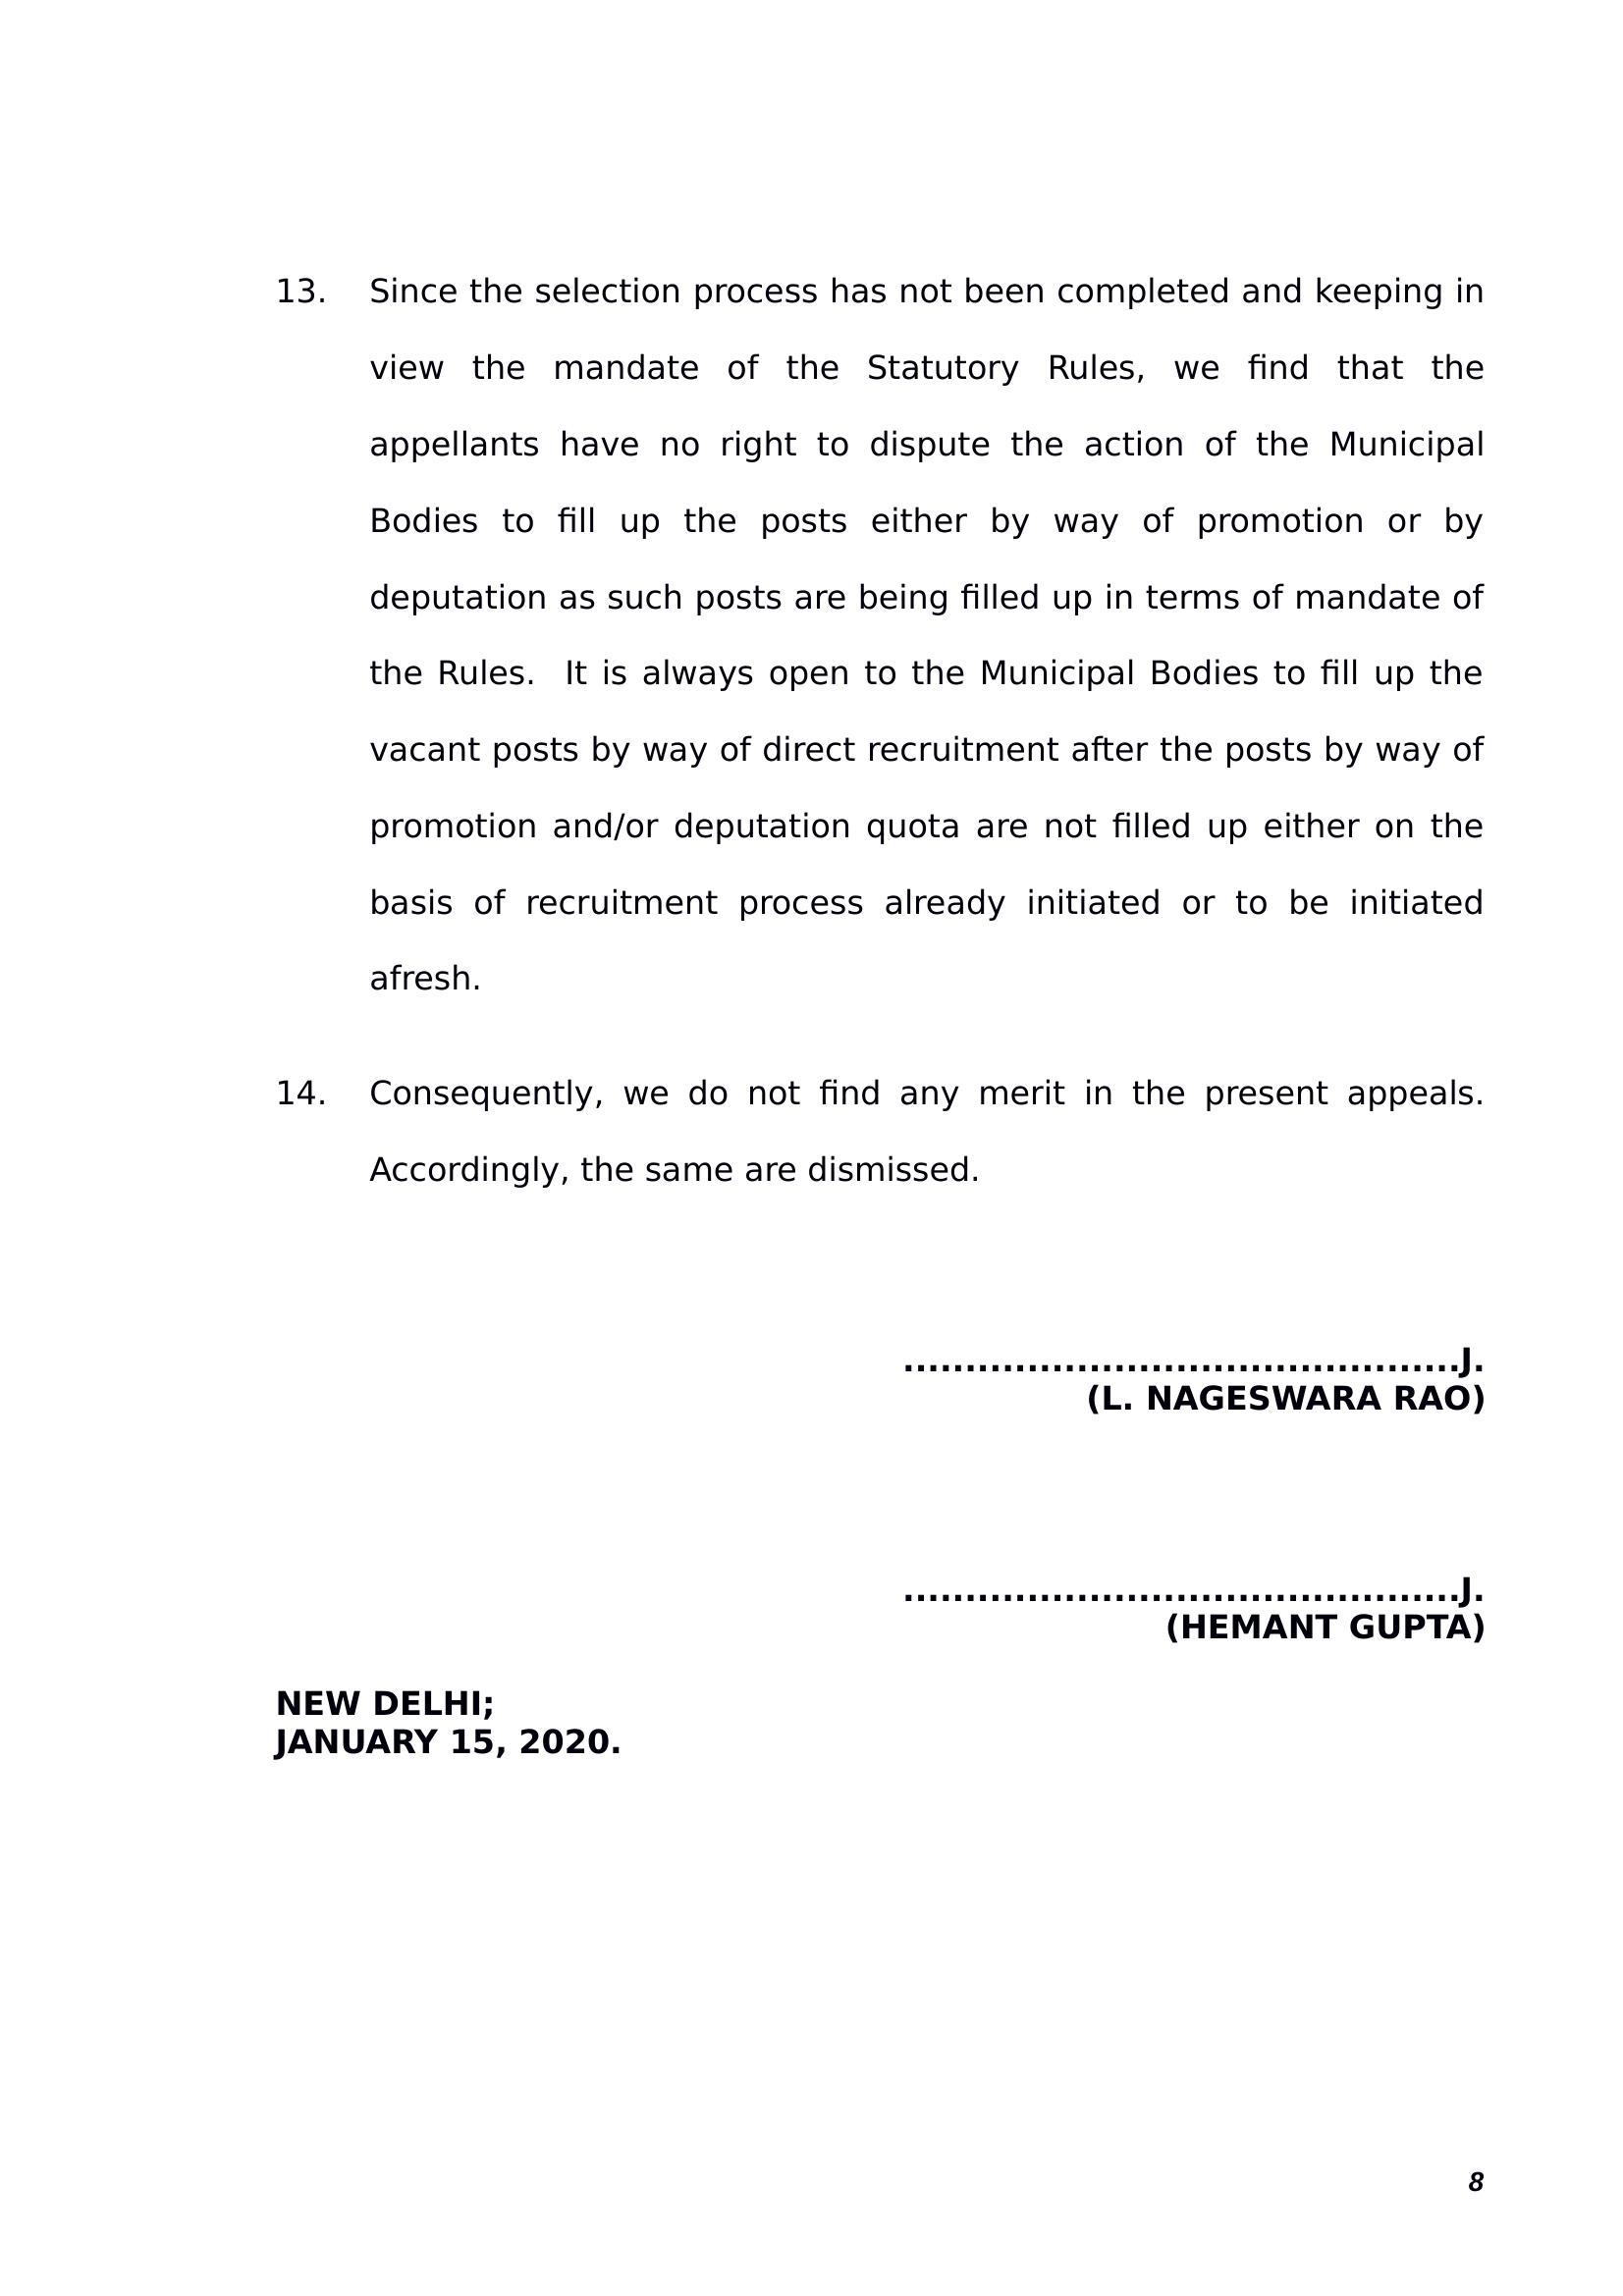 13. Since the selection process has not been completed and keeping in
view the mandate of the Statutory Rules, we find that the
appellants have no right to dispute the action of the Municipal
Bodies to fill up the posts either by way of promotion or by
deputation as such posts are being filled up in terms of mandate of
the Rules.  It is always open to the Municipal Bodies to fill up the
vacant posts by way of direct recruitment after the posts by way of
promotion and/or deputation quota are not filled up either on the
basis of recruitment process already initiated or to be initiated
afresh.
14. Consequently, we do not find any merit in the present appeals.
Accordingly, the same are dismissed.
.............................................J.
(L. NAGESWARA RAO)
.............................................J.
(HEMANT GUPTA)
NEW DELHI;
JANUARY 15, 2020.
8